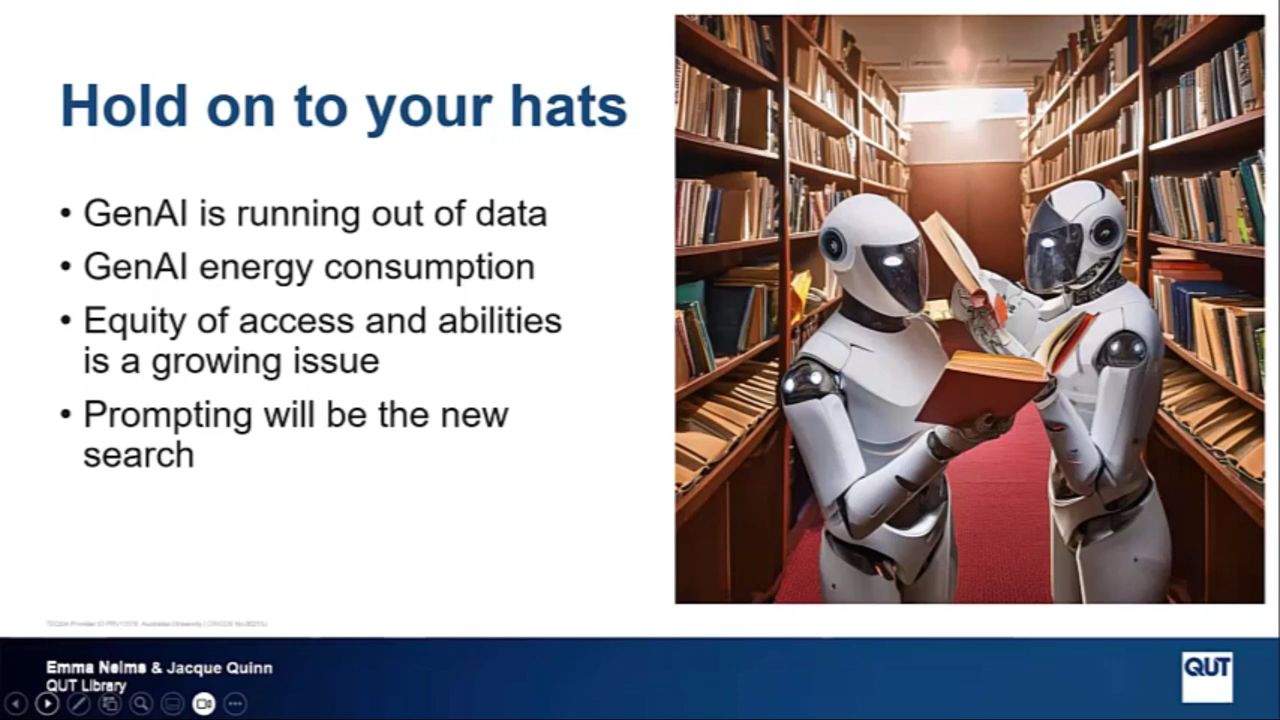 Hold on to your hats
• GenAI is running out of data
• GenAI energy consumption
• Equity of access and abilities
is a growing issue
• Prompting will be the new
search
Emma Nelms & Jacque Quinn
QUT Library
QUT